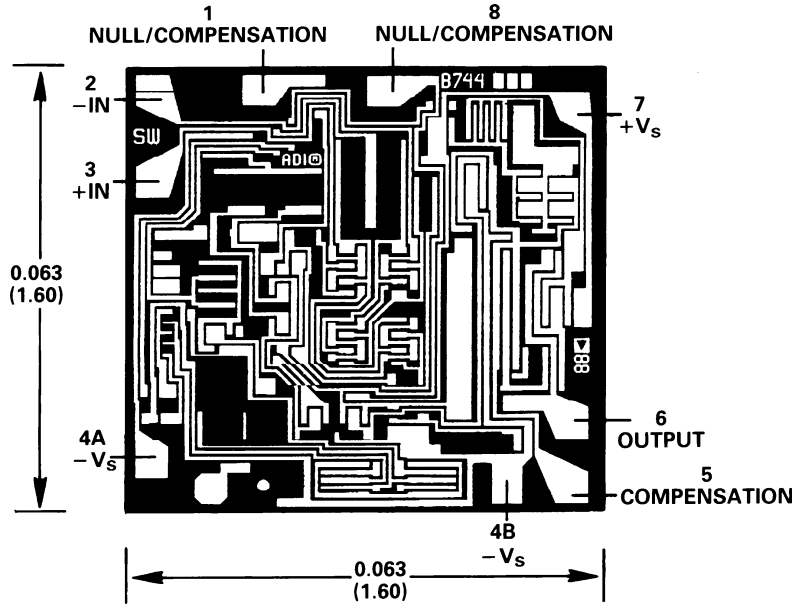 1
NULL/COMPENSATION
8
NULL/COMPENSATION
B744
2
−IN
SW
ADI®
3
+IN
7
+VS
0.063
(1.60)
88
6
OUTPUT
4A
−VS
5
COMPENSATION
4B
−VS
0.063
(1.60)